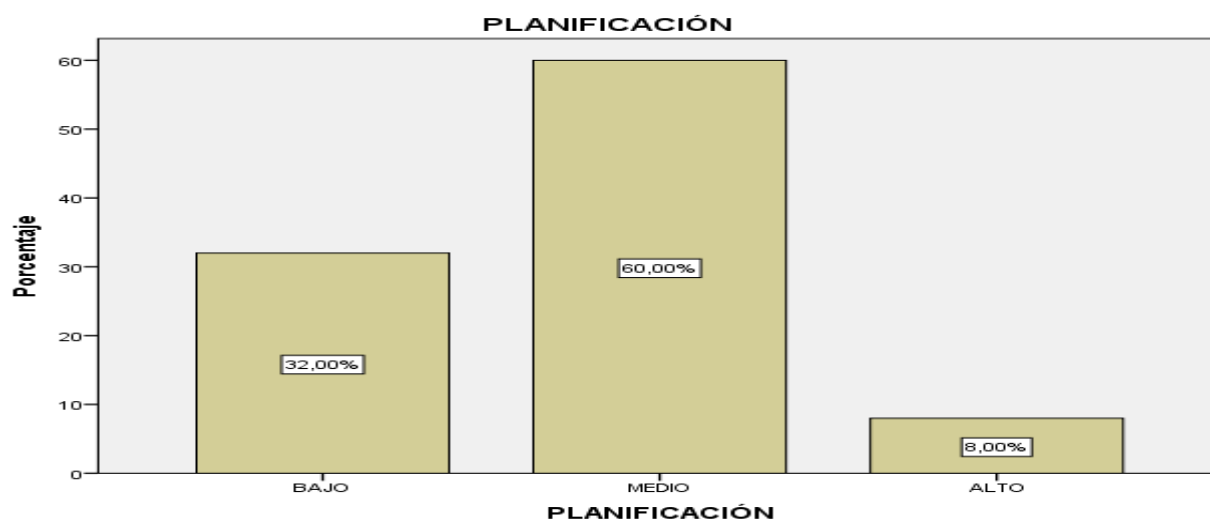 PLANIFICACIÓN
60
50
40
30
20
10
0
Porcentaje
32,00%
60,00%
8,00%
BAJO
MEDIO
ALTO
PLANIFICACIÓN